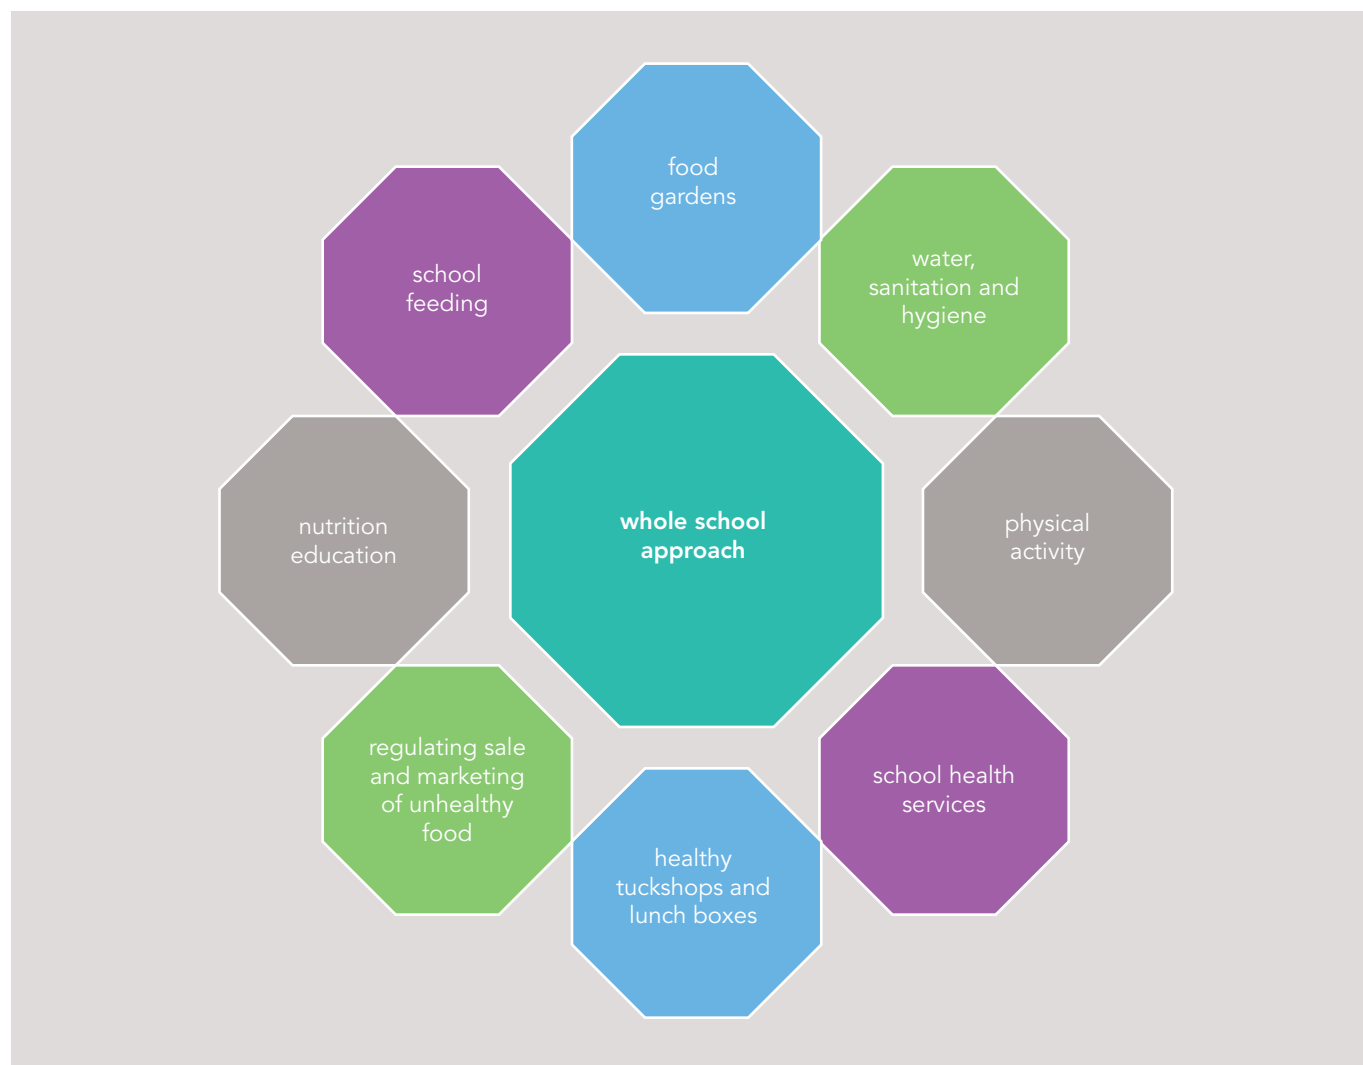 food
gardens
water,
sanitation and
hygiene
physical
activity
school health
services
healthy
tuckshops and
lunch boxes
regulating sale
and marketing
of unhealthy
food
nutrition
education
school
feeding
whole school
approach